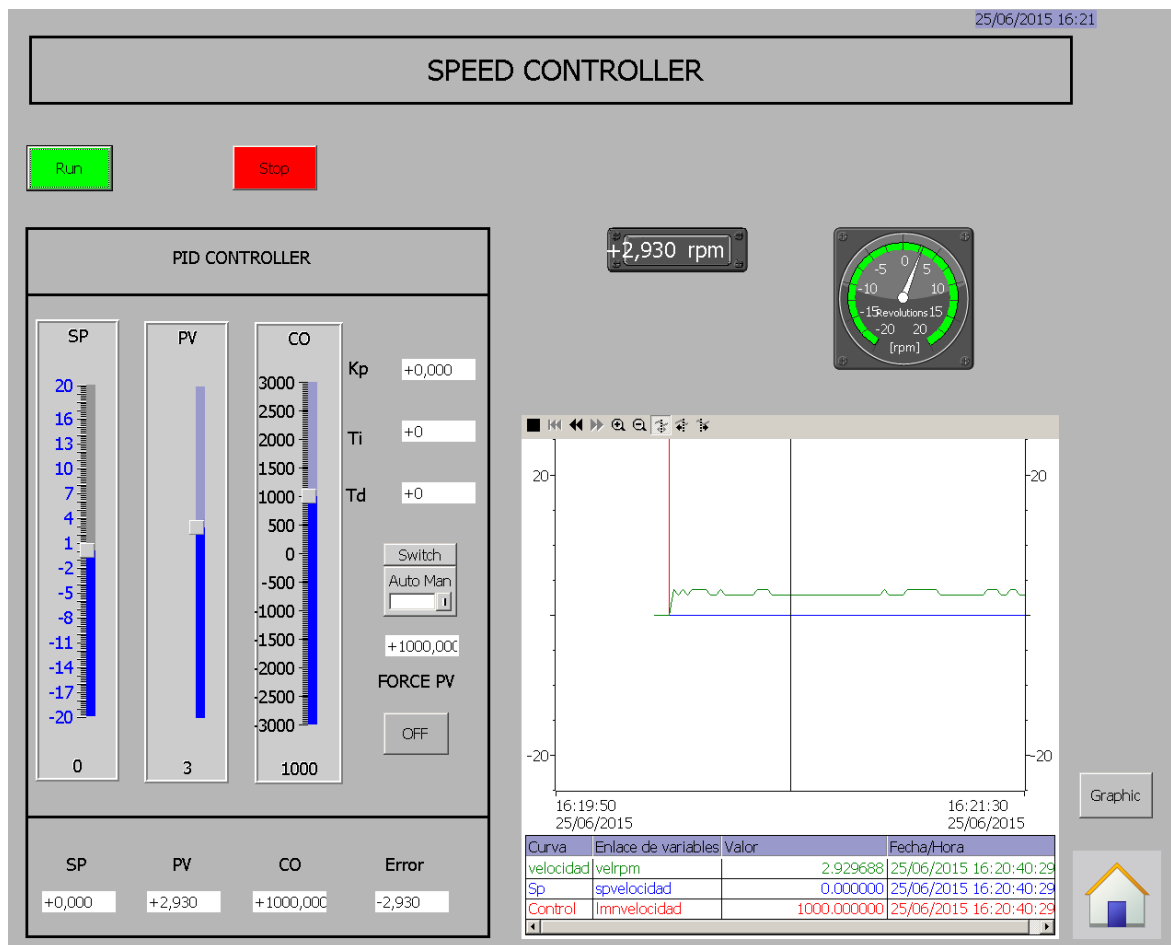 25/06/2015 16:21
SPEED CONTROLLER
Run
Stop
PID CONTROLLER
SP
20
16
13
10
7
4
1
-2
-5
-8
-11
-14
-17
-20
0
PV
3
CO
3000
2500
2000
1500
1000
500
0
-500
-1000
-1500
-2000
-2500
-3000
1000
Kp +0,000
Ti +0
Td +0
Switch
Auto Man
+1000,000
FORCE PV
OFF
SP PV CO Error
+0,000 +2,930 +1000,000 -2,930
+2,930 rpm
0
-5 5
-10 10
-15 Revolutions 15
-20 20
[rpm]
20 20
-20 -20
16:19:50 16:21:30
25/06/2015 25/06/2015
Curva Enlace de variables Valor Fecha/Hora
velocidad velrpm 2.929688 25/06/2015 16:20:40:29
Sp spvelocidad 0.000000 25/06/2015 16:20:40:29
Control lmnvelocidad 1000.000000 25/06/2015 16:20:40:29
Graphic